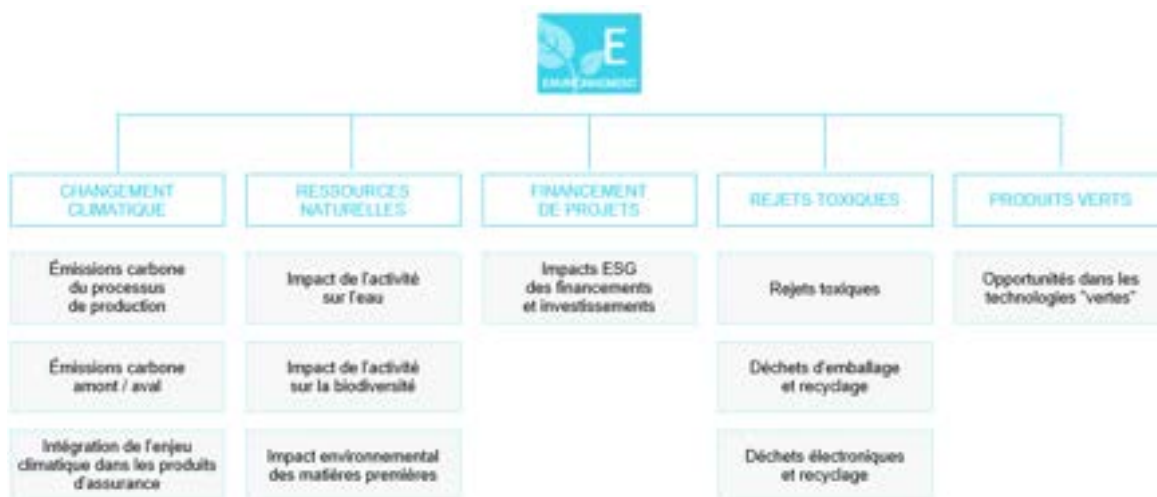 E
ENVIRONNEMENT
CHANGEMENT
CLIMATIQUE
RESSOURCES
NATURELLES
FINANCEMENT
DE PROJETS
REJETS TOXIQUES
PRODUITS VERTS
Émissions carbone
du processus
de production
Impact de l'activité
sur l'eau
Impacts ESG
des financements
et investissements
Rejets toxiques
Opportunités dans les
technologies "vertes"
Émissions carbone
amont / aval
Impact de l'activité
sur la biodiversité
Déchets d'emballage
et recyclage
Intégration de l'enjeu
climatique dans les produits
d'assurance
Impact environnemental
des matières premières
Déchets électroniques
et recyclage